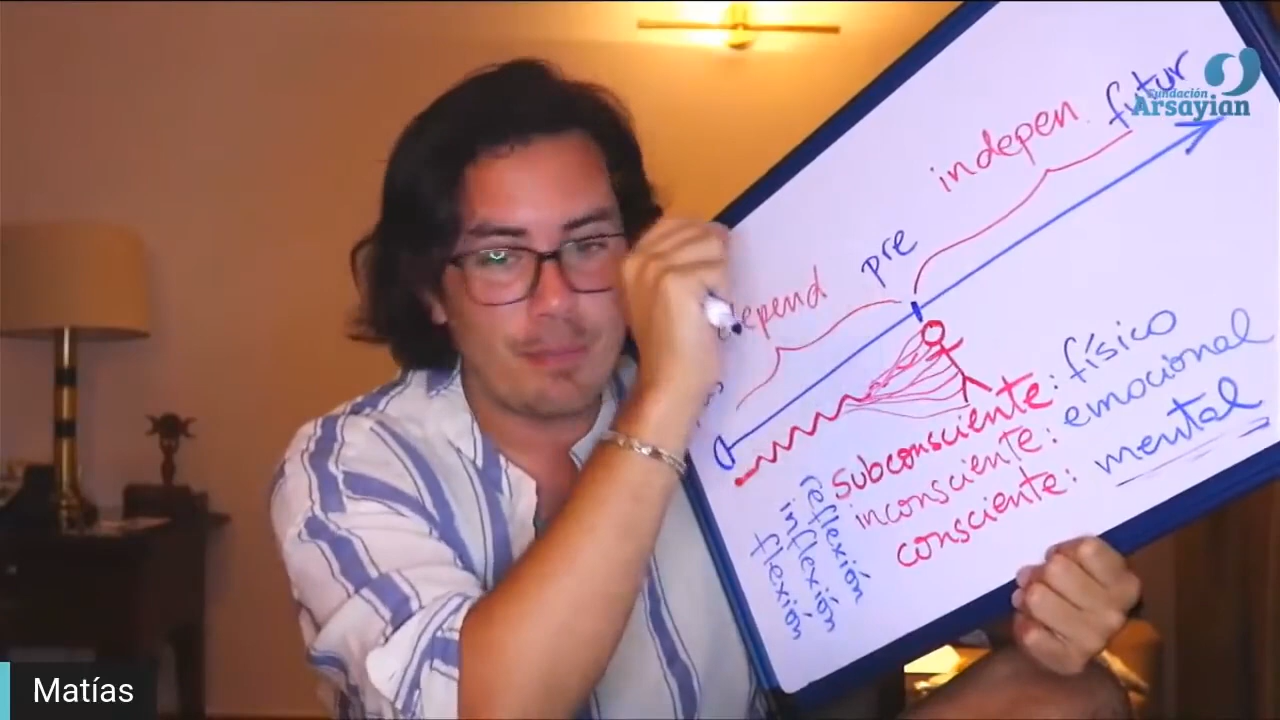 Fundación
Arsayian
indepen. futur
depend pre
subconsciente: físico
inconsciente: emocional
consciente: mental
reflexión
inflexión
flexión
Matías